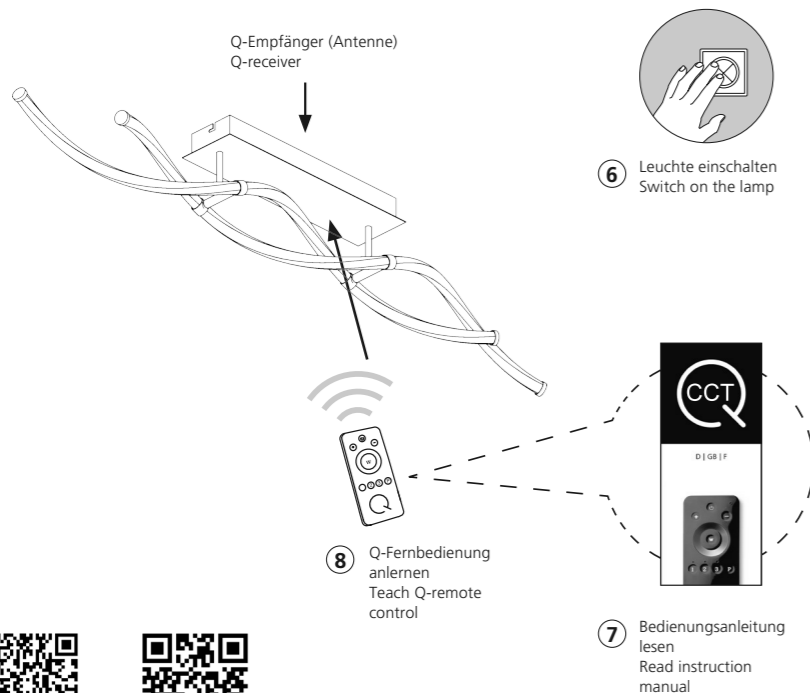 Q-Empfänger (Antenne)
Q-receiver
6 Leuchte einschalten
Switch on the lamp
CCT
D | GB | F
8 Q-Fernbedienung
anlernen
Teach Q-remote
control
7 Bedienungsanleitung
lesen
Read instruction
manual